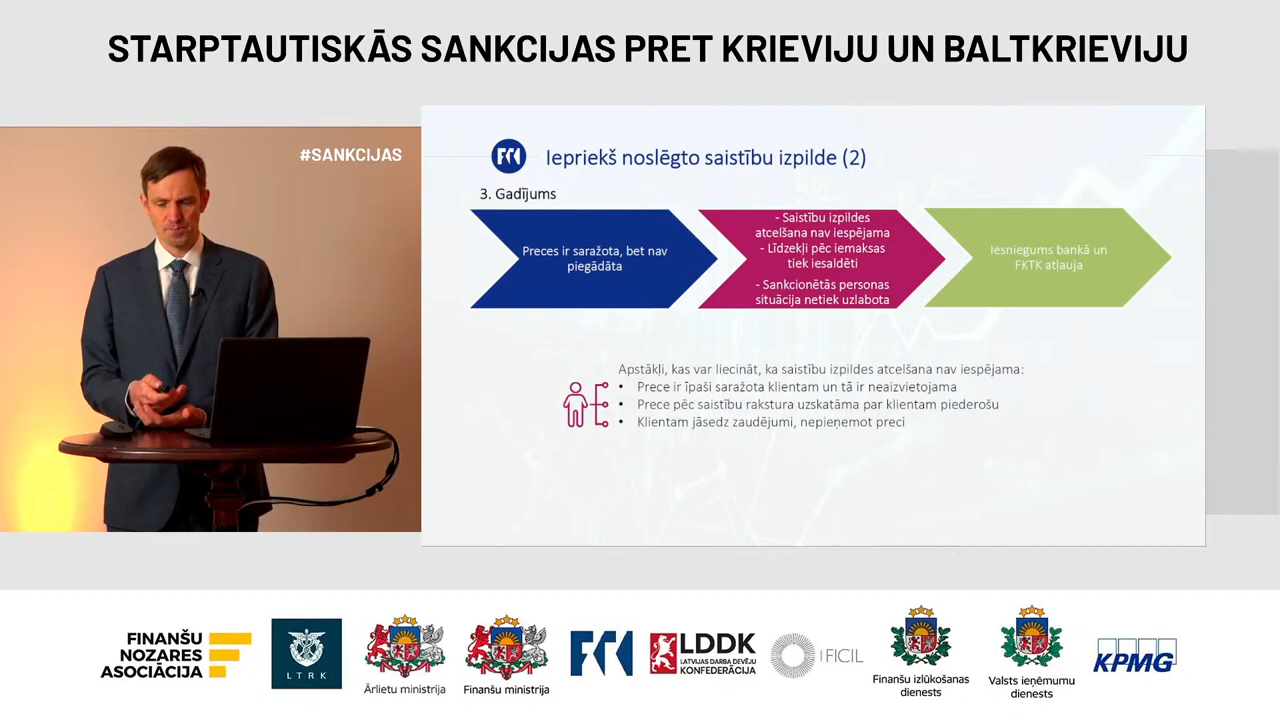 STARPTAUTISKĀS SANKCIJAS PRET KRIEVIJU UN BALTKRIEVIJU
#SANKCIJAS
Iepriekš noslēgto saistību izpilde (2)
3. Gadījums
Preces ir saražota, bet nav
piegādāta
- Saistību izpildes
atcelšana nav iespējama
- Līdzekļi pēc iemaksas
tiek iesaldēti
- Sankcionētās personas
situācija netiek uzlabota
Iesniegums bankā un
FKTK atļauja
Apstākļi, kas var liecināt, ka saistību izpildes atcelšana nav iespējama:
• Prece ir īpaši saražota klientam un tā ir neaizvietojama
• Prece pēc saistību rakstura uzskatāma par klientam piederošu
• Klientam jāsedz zaudējumi, nepieņemot preci
FINANŠU
NOZARES
ASOCIĀCIJA
LTRK
Ārlietu ministrija
Finanšu ministrija
LDDK
LATVIJAS DARBA DEVĒJU
KONFEDERĀCIJA
FICIL
Finanšu izlūkošanas
dienests
Valsts ieņēmumu
dienests
KPMG